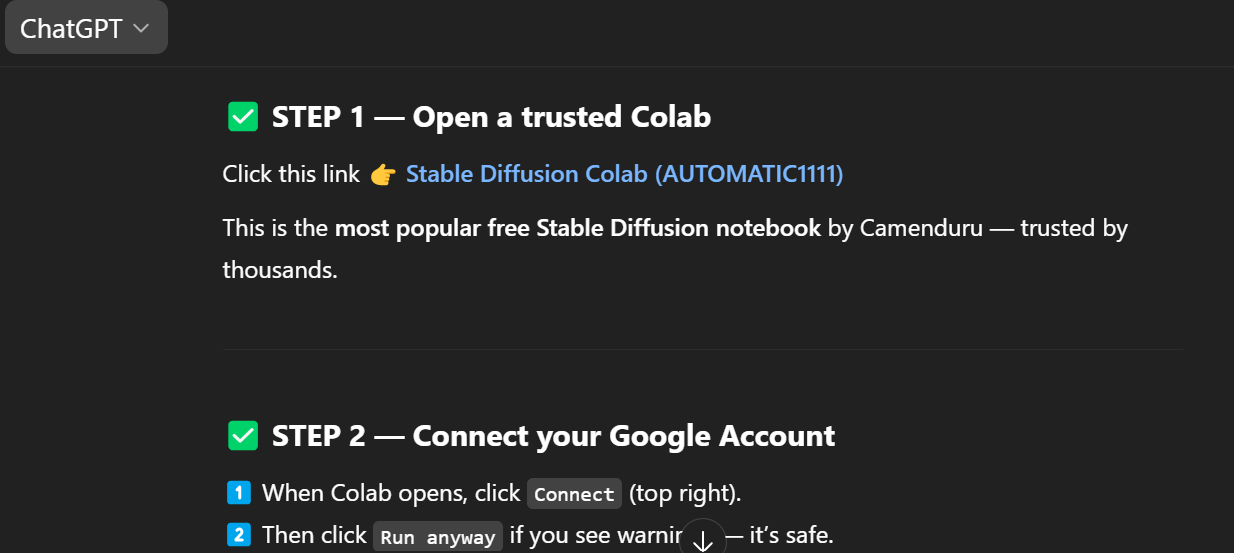 ChatGPT
✅ STEP 1 — Open a trusted Colab
Click this link 👉 Stable Diffusion Colab (AUTOMATIC1111)
This is the most popular free Stable Diffusion notebook by Camenduru — trusted by
thousands.
✅ STEP 2 — Connect your Google Account
1️⃣ When Colab opens, click Connect (top right).
2️⃣ Then click Run anyway if you see — it’s safe.